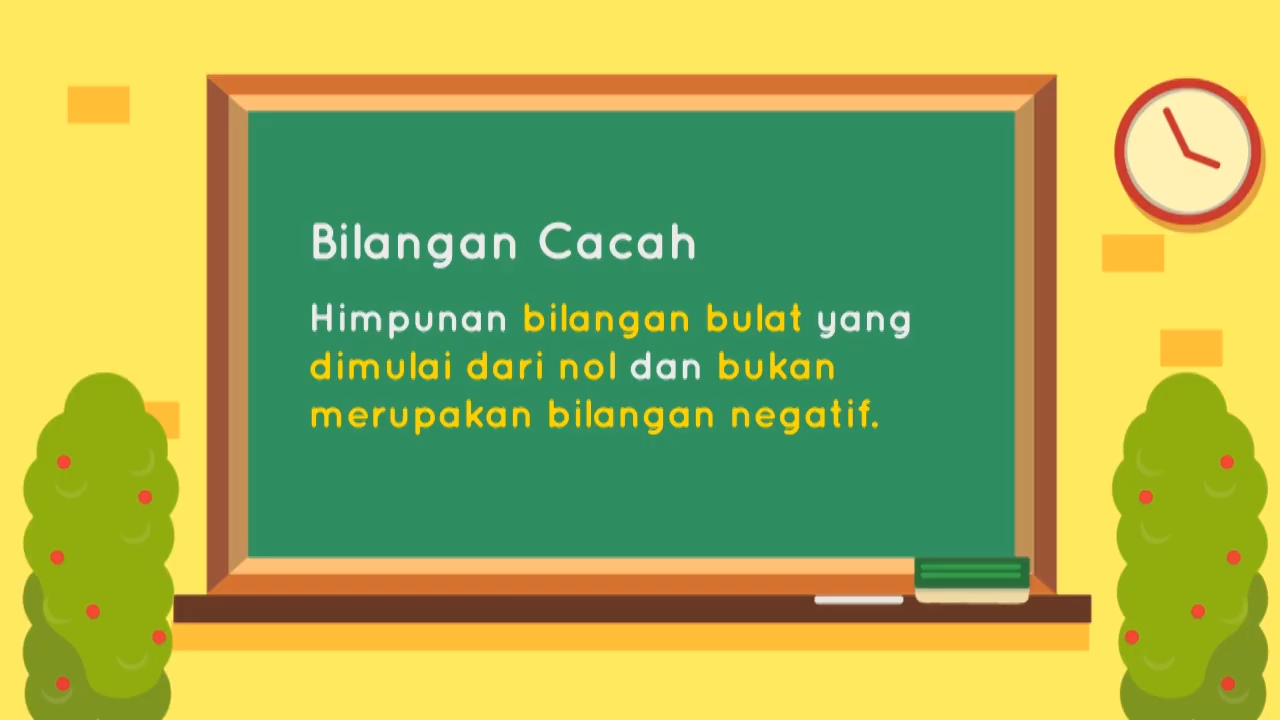 Bilangan Cacah
Himpunan bilangan bulat yang
dimulai dari nol dan bukan
merupakan bilangan negatif.